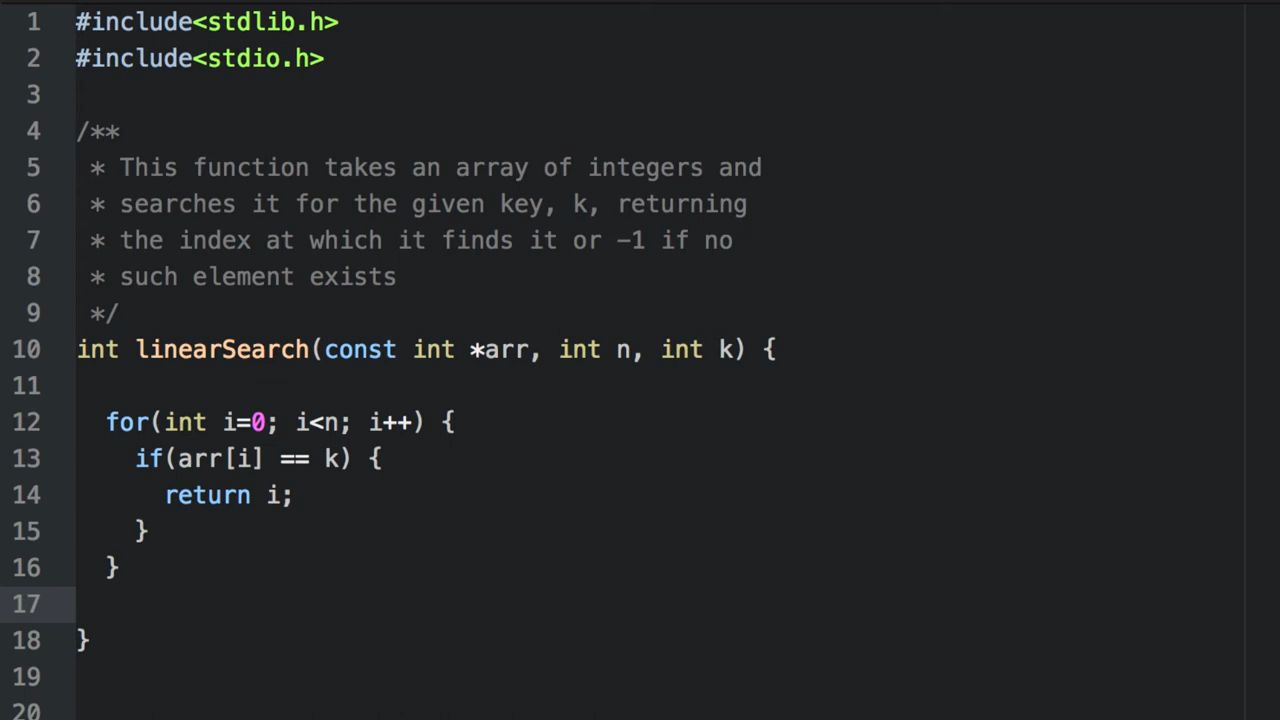 1 #include<stdlib.h>
2 #include<stdio.h>
3
4 /**
5  * This function takes an array of integers and
6  * searches it for the given key, k, returning
7  * the index at which it finds it or -1 if no
8  * such element exists
9  */
10 int linearSearch(const int *arr, int n, int k) {
11
12   for(int i=0; i<n; i++) {
13     if(arr[i] == k) {
14       return i;
15     }
16   }
17
18 }
19
20